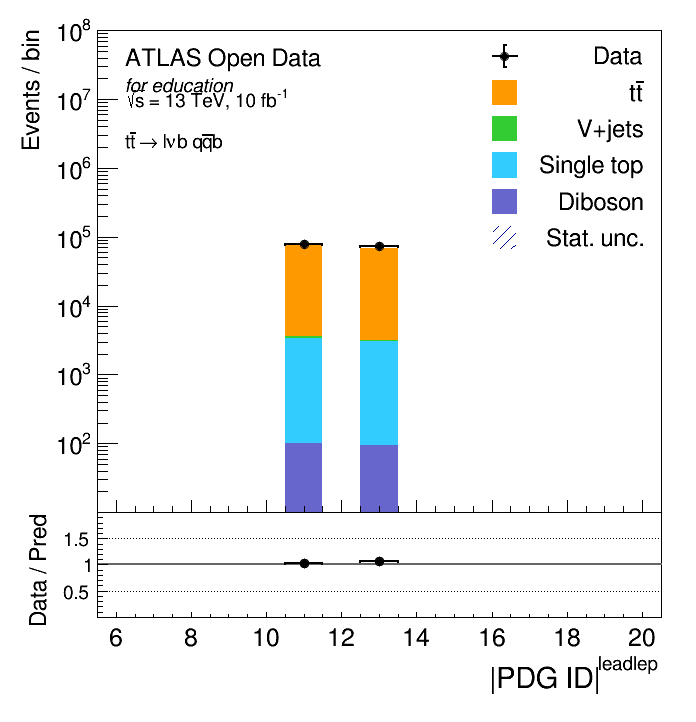 10⁸
Events / bin
ATLAS Open Data
for education
√s = 13 TeV, 10 fb⁻¹
tt̄ → lνb qq̄b
Data
tt̄
V+jets
Single top
Diboson
Stat. unc.
10⁷
10⁶
10⁵
10⁴
10³
10²
Data / Pred
1.5
1
0.5
6 8 10 12 14 16 18 20
|PDG ID|^leadlep